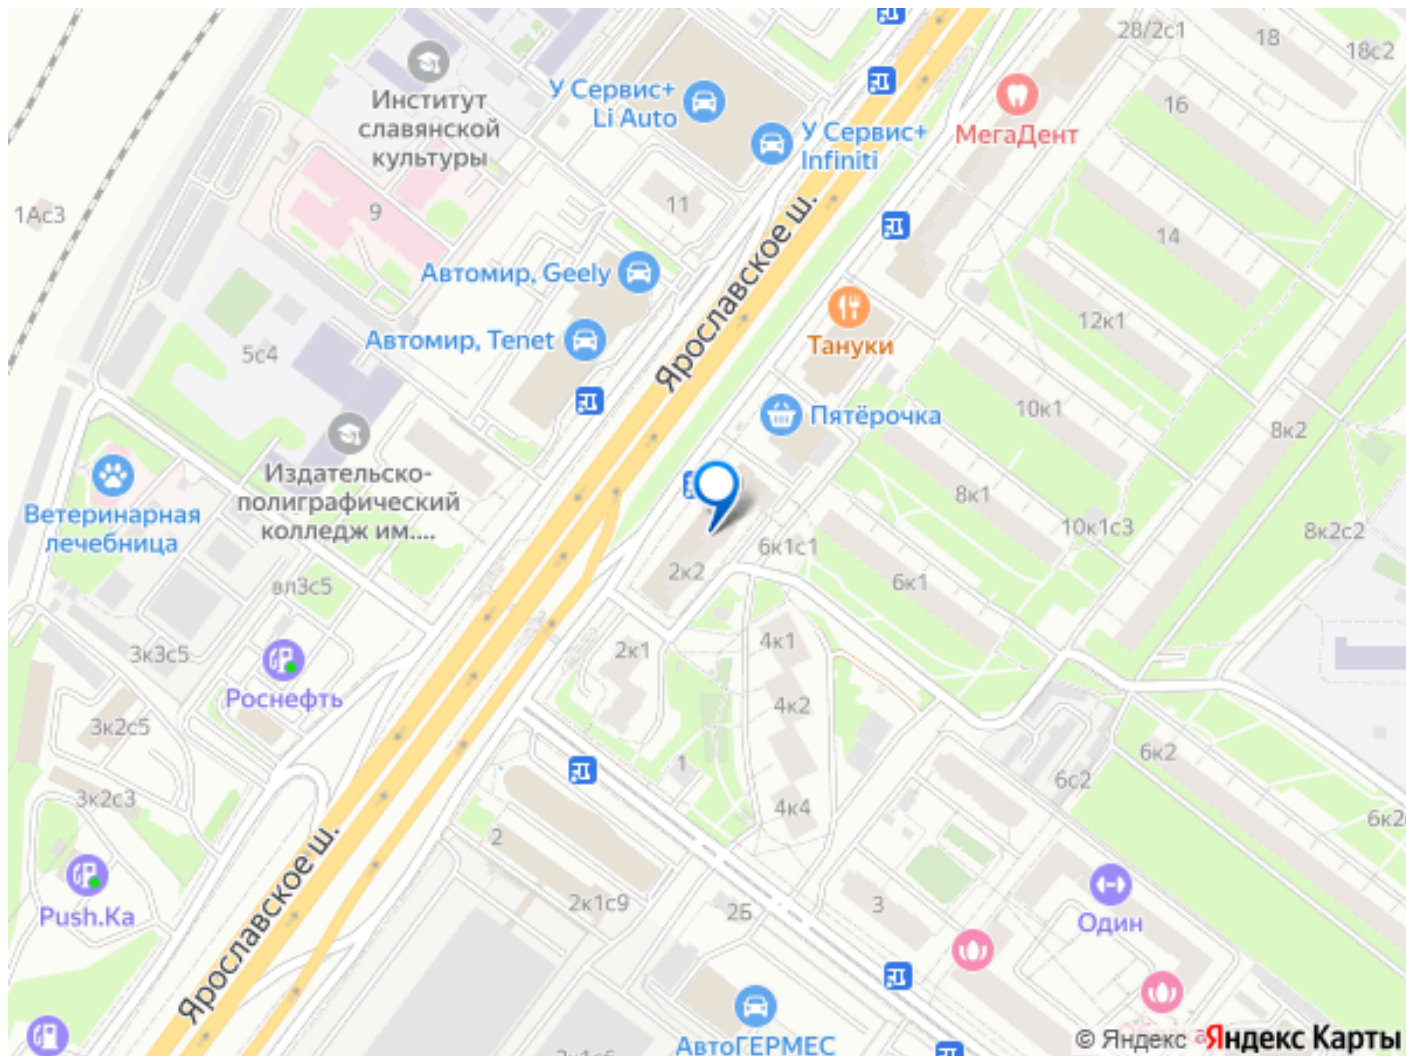 28/2с1
18
18с2
Институт
славянской
культуры
У Сервис+
Li Auto
У Сервис+
Infiniti
МегаДент
16
1Ас3
9
11
Ярославское ш.
14
Автомир, Geely
Автомир, Tenet
Тануки
12к1
5с4
10к1
Пятёрочка
8к2
Издательско-
полиграфический
колледж им....
Ветеринарная
лечебница
8к1
10к1с3
8к2с2
6к1с1
2к2
6к1
вл3с5
3к3с5
2к1
4к1
Роснефть
4к2
3к2с5
1
6к2
6с2
3к2с3
4к4
6к2
2
Ярославское ш.
Push.Ka
2к1с9
2Б
3
Один
АвтоГЕРМЕС
© Яндекс Яндекс Карты